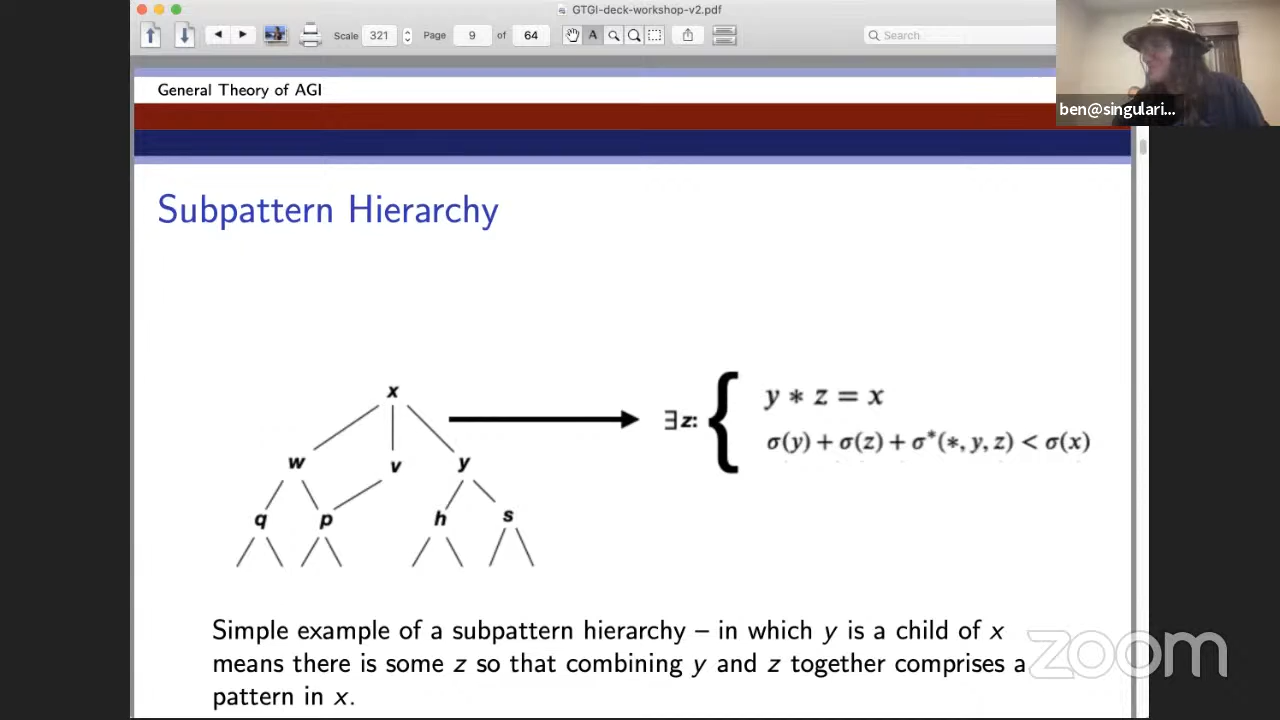 GTGI-deck-workshop-v2.pdf
Scale 321 Page 9 of 64 A Search
General Theory of AGI
ben@singulari...
Subpattern Hierarchy
x
∃z: { y ∗ z = x
σ(y) + σ(z) + σ*(∗, y, z) < σ(x)
w v y
q p h s
Simple example of a subpattern hierarchy – in which y is a child of x
means there is some z so that combining y and z together comprises a
pattern in x.
zoom